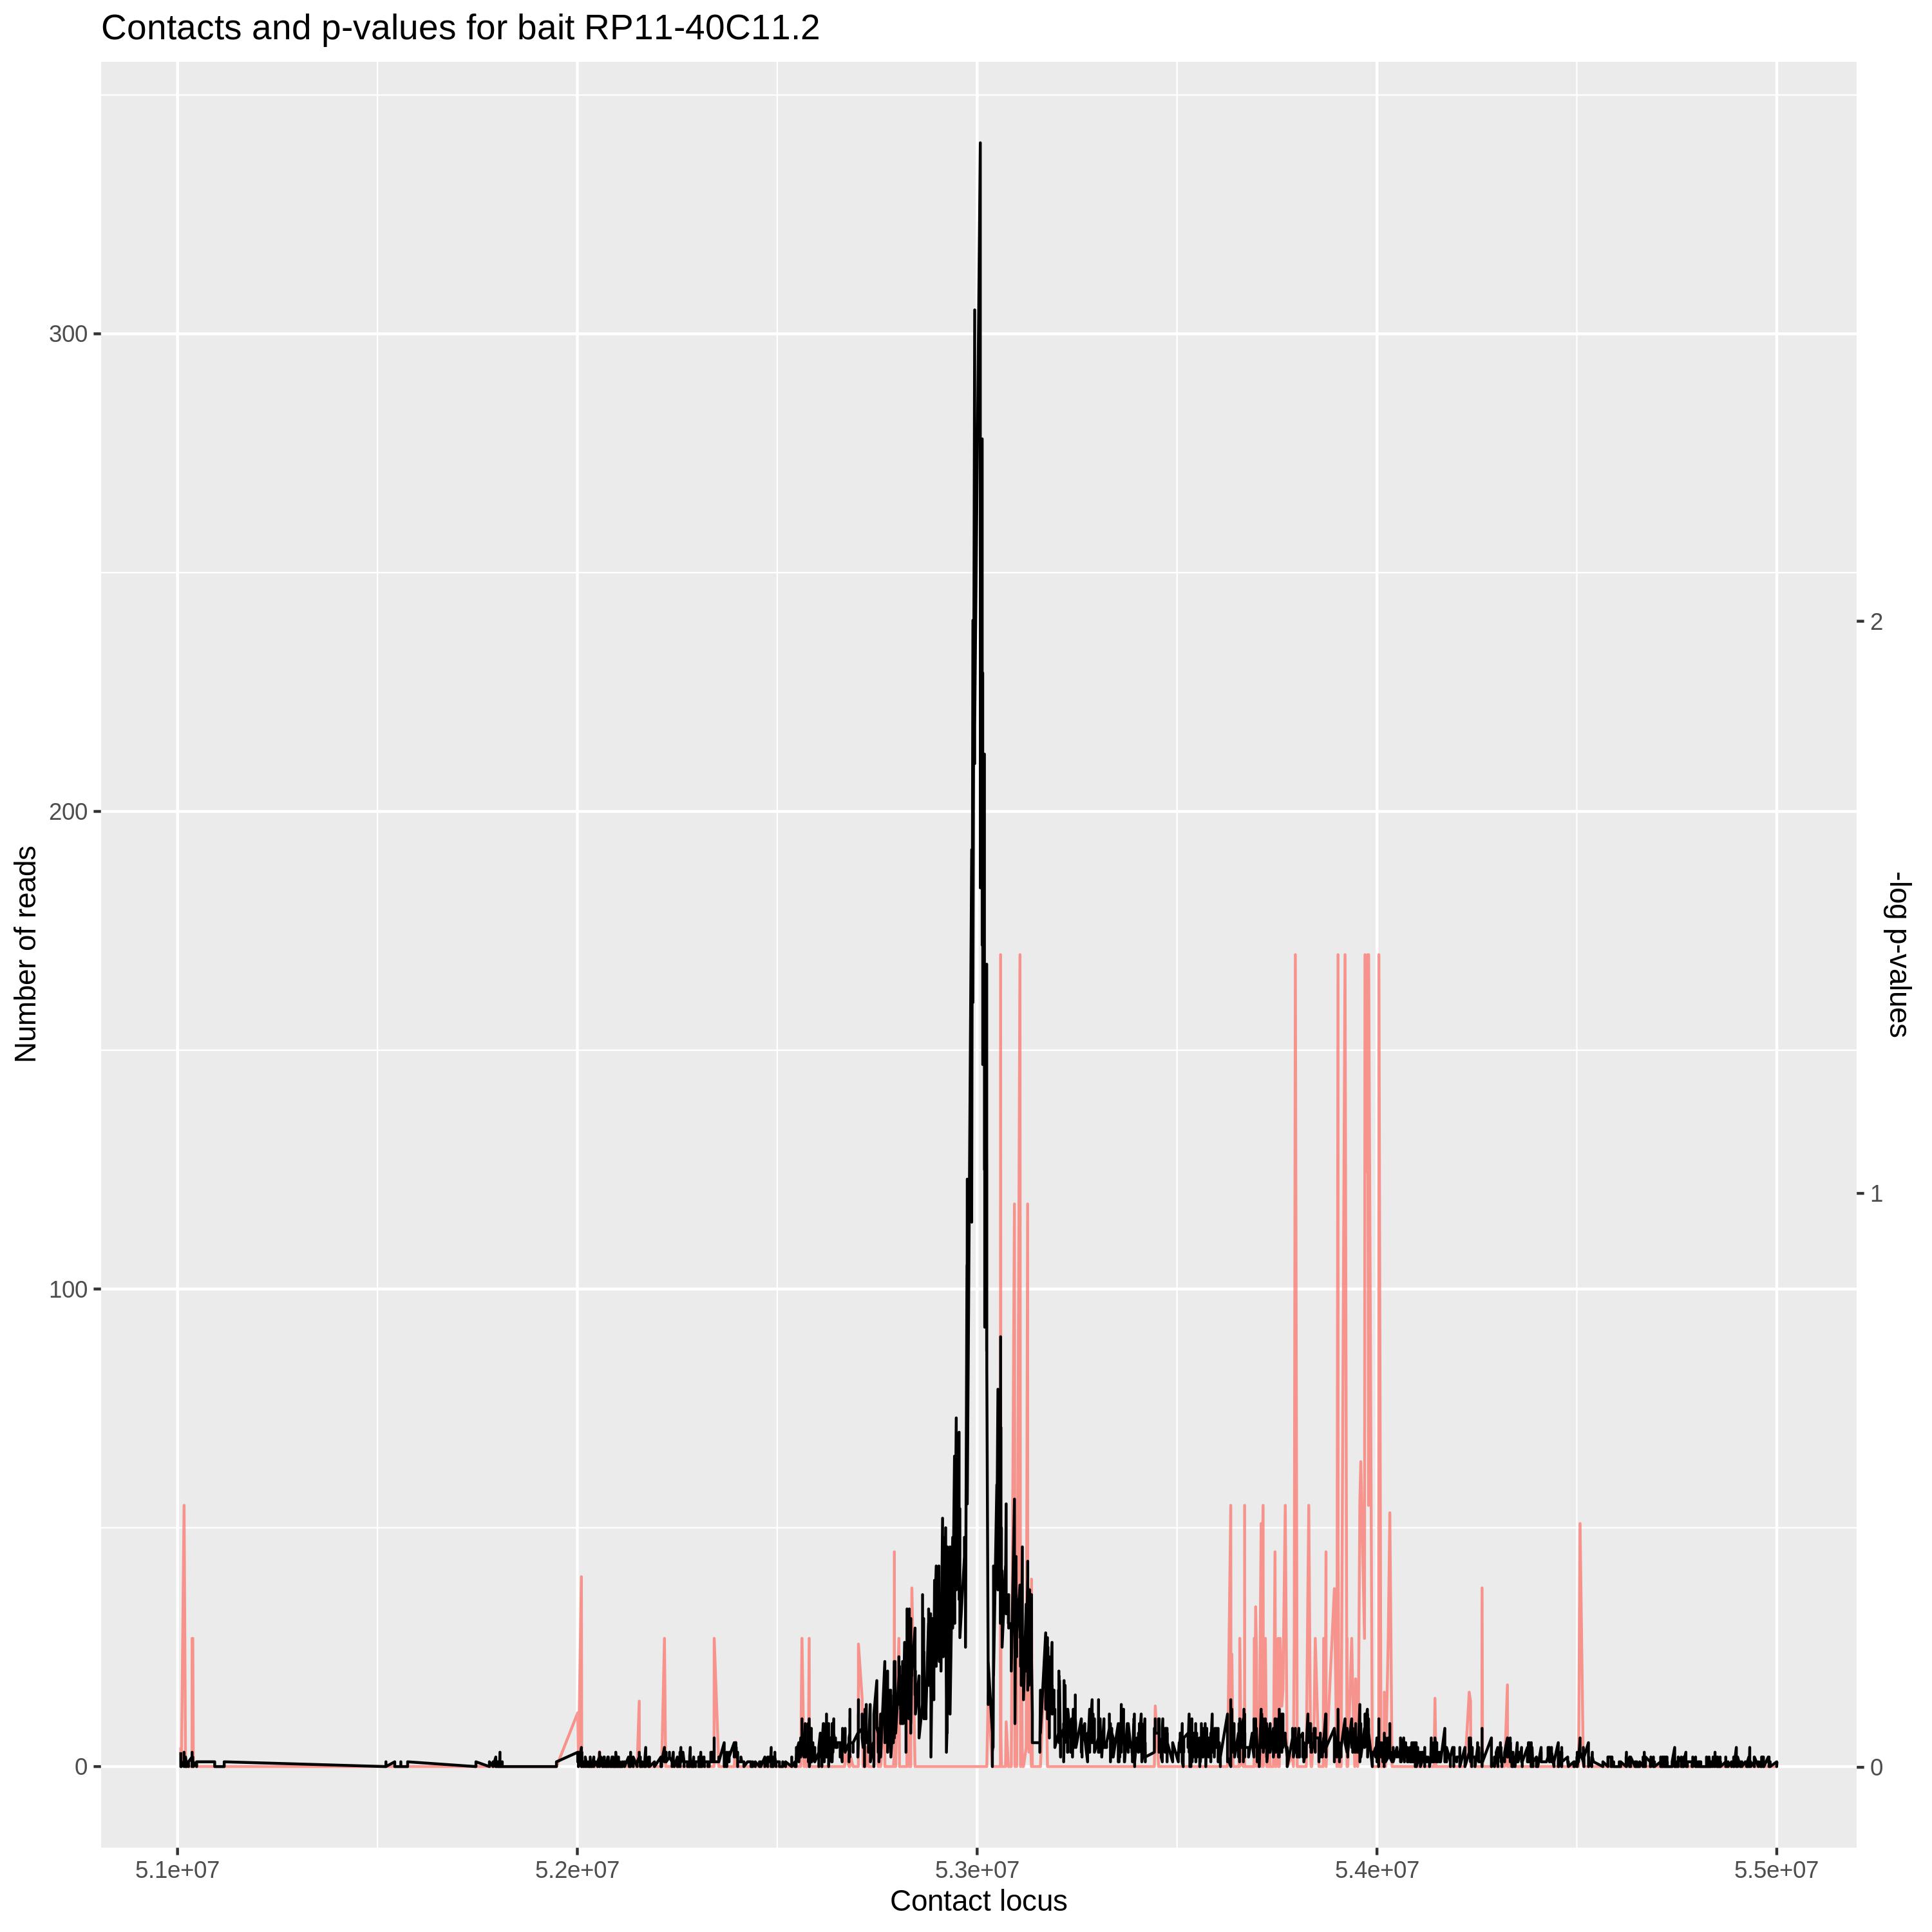 Contacts and p-values for bait RP11-40C11.2
300
200
100
0
Number of reads
2
1
0
-log p-values
5.1e+07
5.2e+07
5.3e+07
5.4e+07
5.5e+07
Contact locus